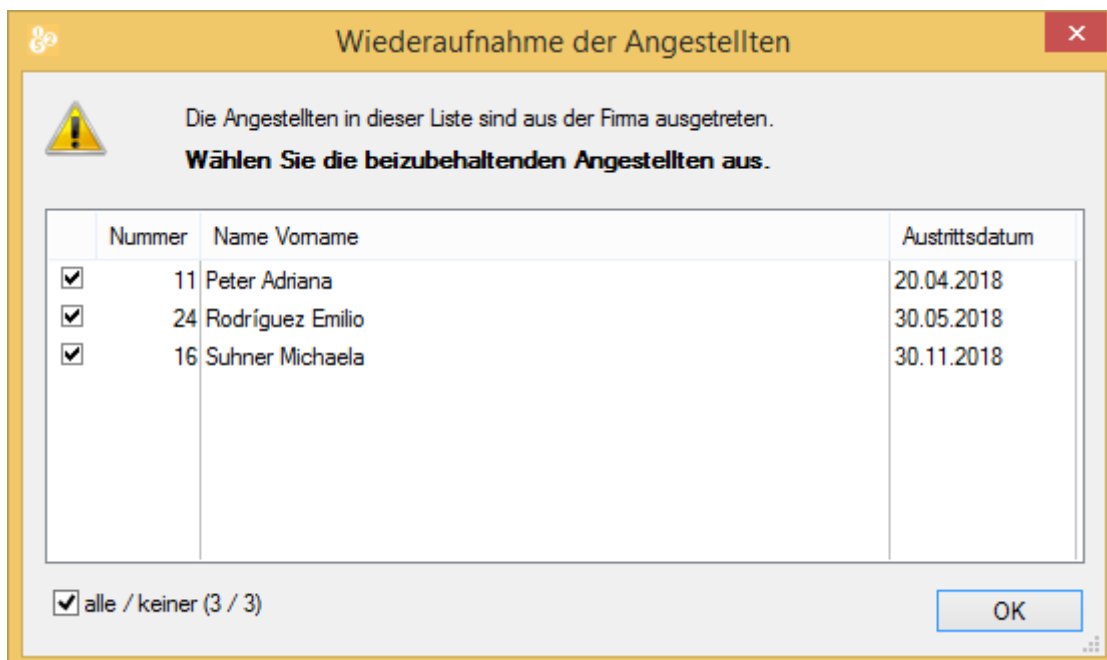 Wiederaufnahme der Angestellten
Die Angestellten in dieser Liste sind aus der Firma ausgetreten.
Wählen Sie die beizubehaltenden Angestellten aus.
Nummer Name Vorname Austrittsdatum
11 Peter Adriana 20.04.2018
24 Rodríguez Emilio 30.05.2018
16 Suhner Michaela 30.11.2018
alle / keiner (3 / 3)
OK